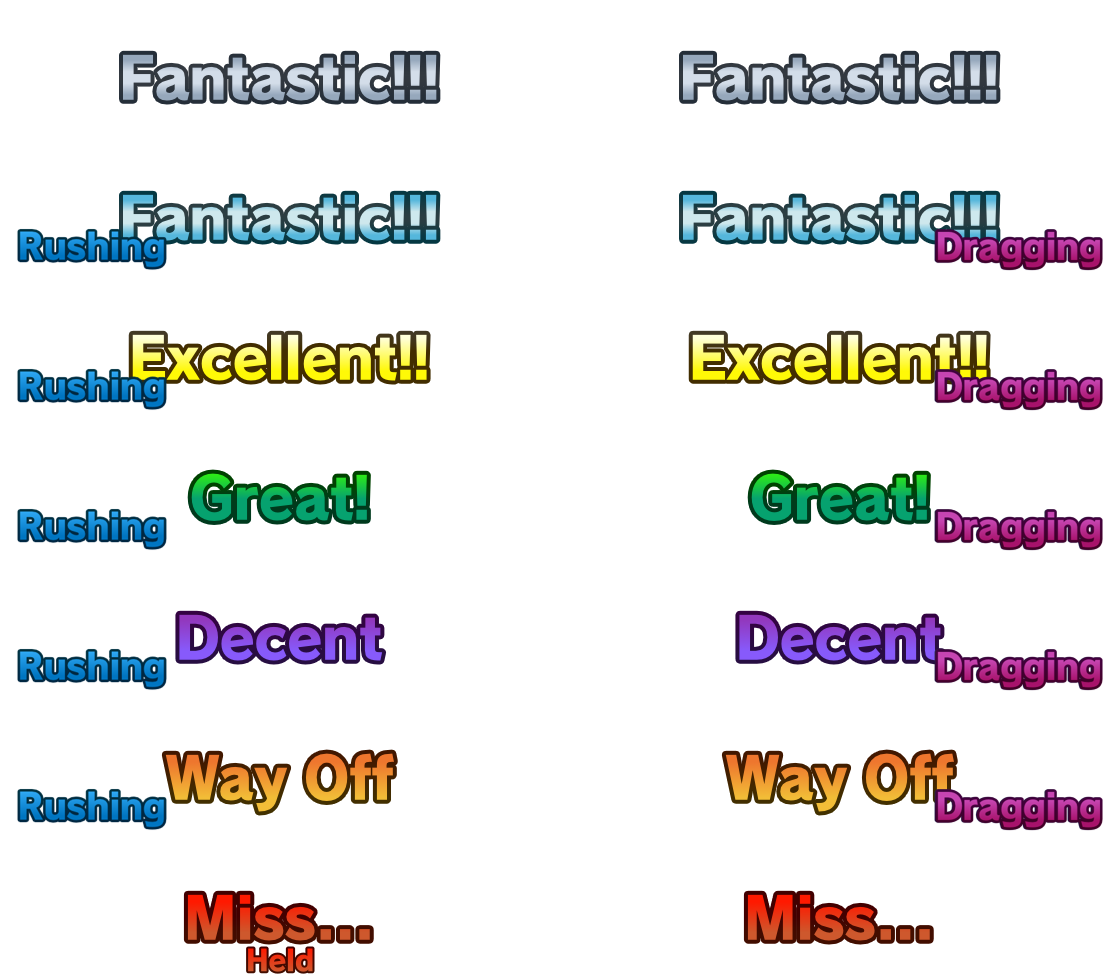 Fantastic!!! Fantastic!!!
Fantastic!!! Fantastic!!!
Rushing Dragging
Excellent!! Excellent!!
Rushing Dragging
Great! Great!
Rushing Dragging
Decent Decent
Rushing Dragging
Way Off Way Off
Rushing Dragging
Miss... Miss...
Held